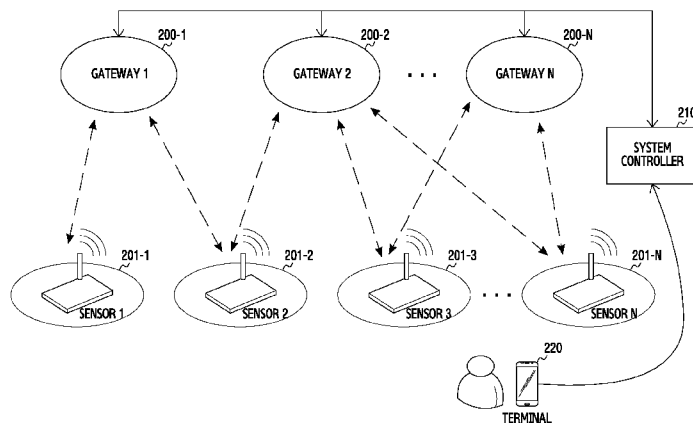 200-1
200-2
200-N
GATEWAY 1
GATEWAY 2
...
GATEWAY N
210
SYSTEM
CONTROLLER
201-1
201-2
201-3
201-N
SENSOR 1
SENSOR 2
SENSOR 3
...
SENSOR N
220
TERMINAL